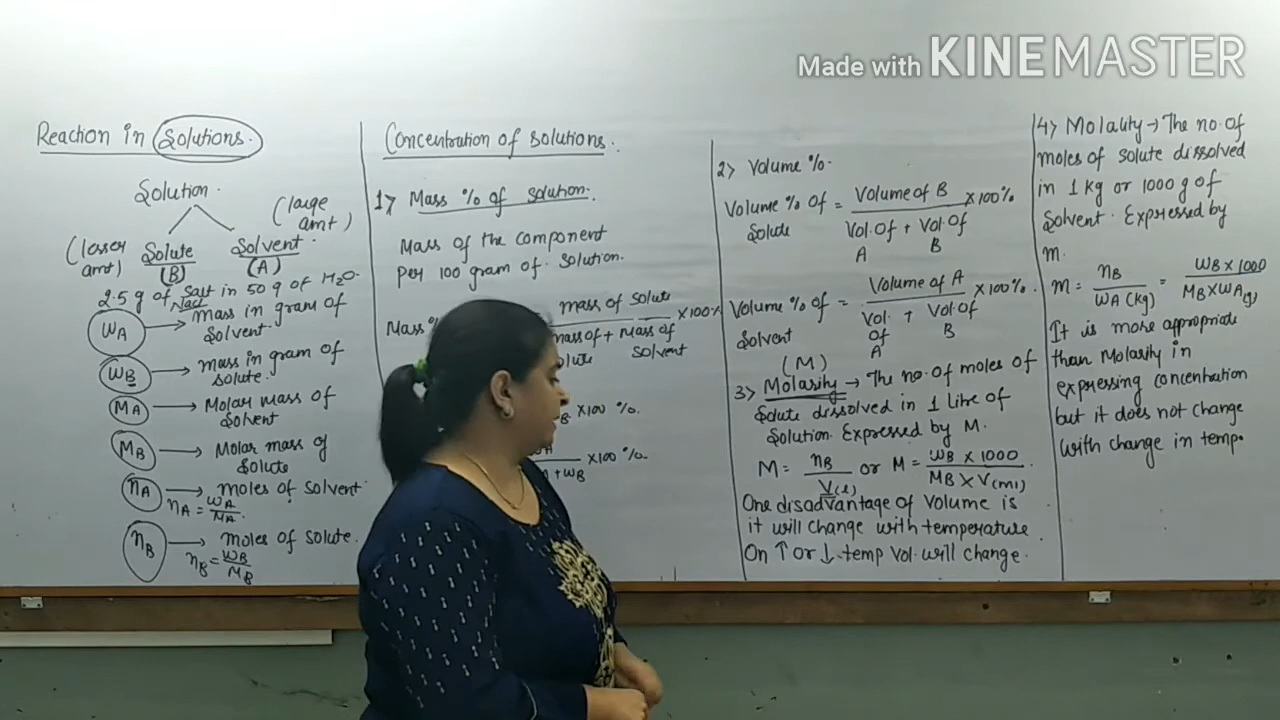 Made with KINEMASTER
Reaction in Solutions.
Solution.
(large
amt)
(lesser
amt)
Solute
(B)
Solvent.
(A)
2.5 g of Salt in 50 g of H2O.
NaCl
WA → mass in gram of
solvent.
WB → mass in gram of
solute.
MA → Molar mass of
Solvent
MB → Molar mass of
Solute
nA → moles of solvent.
nA = WA/MA.
nB → moles of solute.
nB = WB/MB
Concentration of solutions.
1> Mass % of solution.
Mass of the component
per 100 gram of solution.
Mass %
mass of solute
mass of + Mass of ×100%
solute solvent
B ×100 %.
×100 %.
+ WB
2> Volume %.
Volume % of = Volume of B ×100%
Solute Vol. Of + Vol. Of
A B
Volume % of = Volume of A ×100%.
Solvent Vol. + Vol. Of
Of B
A
(M)
3> Molarity → The no. of moles of
Solute dissolved in 1 Litre of
Solution. Expressed by M.
M = nB/V(l) or M = WB × 1000/MB × V(ml)
One disadvantage of volume is
it will change with temperature.
On ↑ or ↓ temp Vol. will change.
4> Molality → The no. of
moles of solute dissolved
in 1 kg or 1000 g of
Solvent. Expressed by
m.
m = nB/WA (kg) = WB × 1000/MB × WA(g)
It is more appropriate
than Molarity in
expressing concentration
but it does not change
with change in temp.